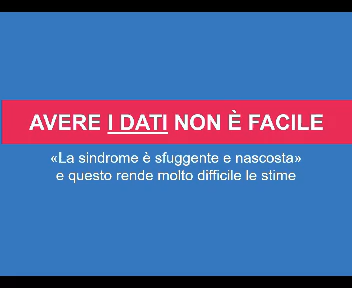 AVERE I DATI NON È FACILE
«La sindrome è sfuggente e nascosta»
e questo rende molto difficile le stime